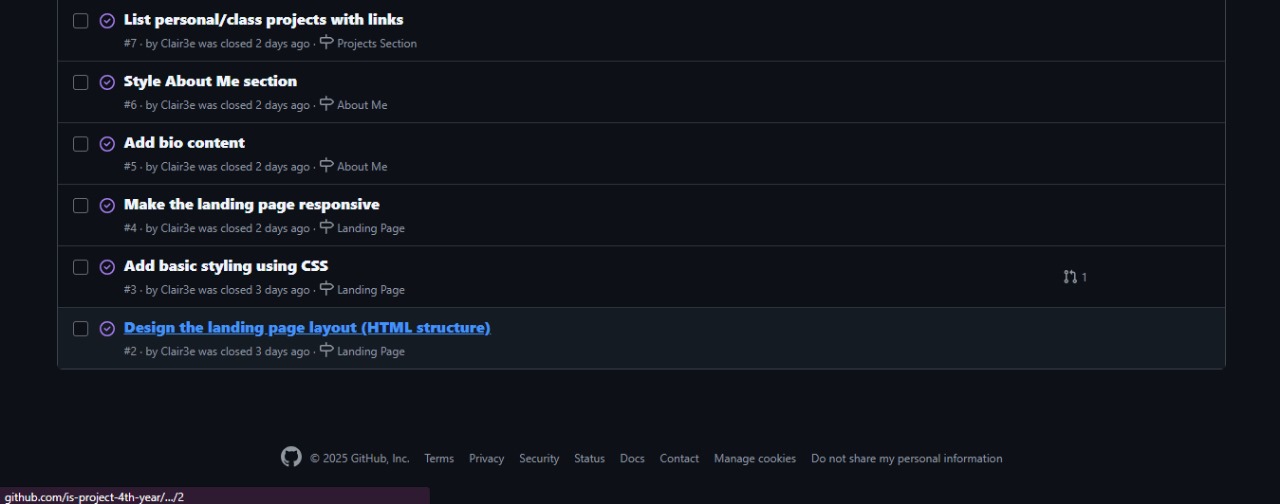 List personal/class projects with links
#7 · by Clair3e was closed 2 days ago · Projects Section
Style About Me section
#6 · by Clair3e was closed 2 days ago · About Me
Add bio content
#5 · by Clair3e was closed 2 days ago · About Me
Make the landing page responsive
#4 · by Clair3e was closed 2 days ago · Landing Page
Add basic styling using CSS
1
#3 · by Clair3e was closed 3 days ago · Landing Page
Design the landing page layout (HTML structure)
#2 · by Clair3e was closed 3 days ago · Landing Page
© 2025 GitHub, Inc. Terms Privacy Security Status Docs Contact Manage cookies Do not share my personal information
github.com/is-project-4th-year/.../2